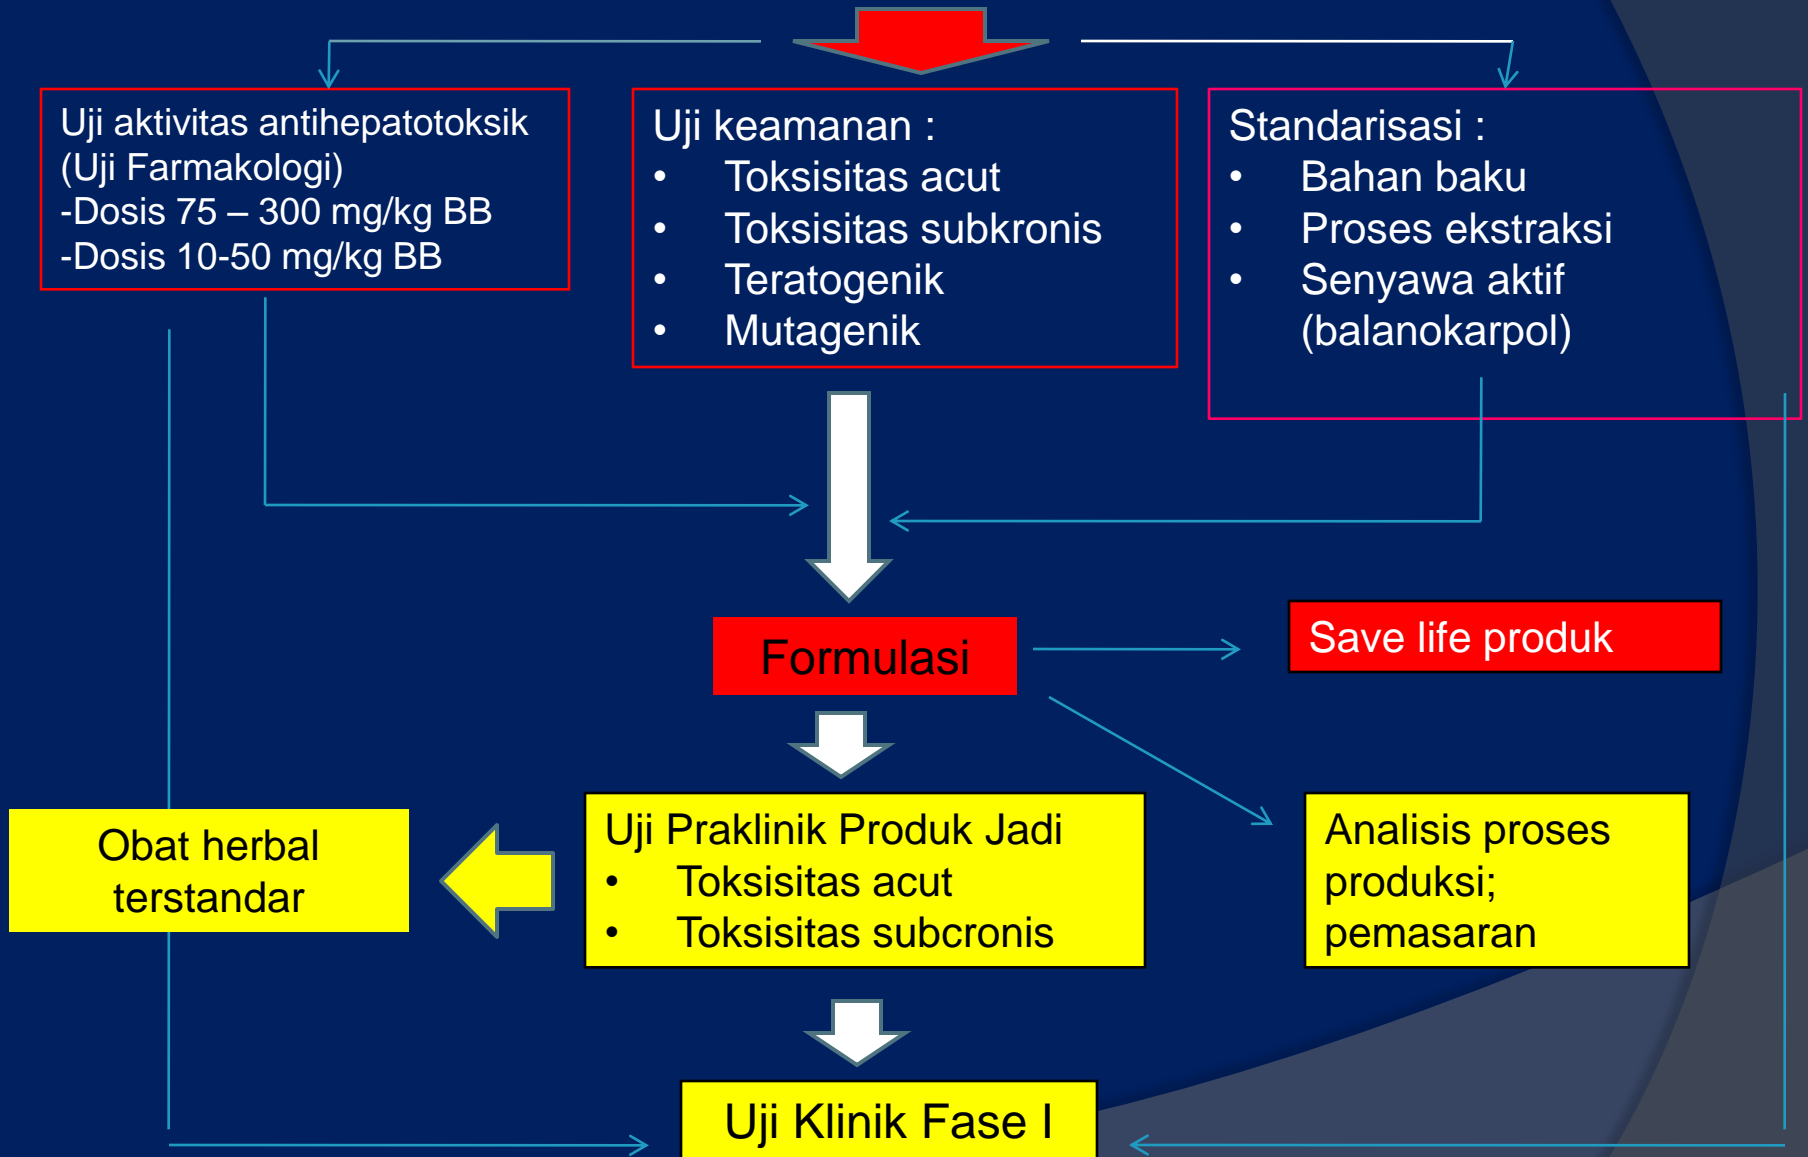 Uji aktivitas antihepatotoksik
(Uji Farmakologi)
-Dosis 75 – 300 mg/kg BB
-Dosis 10-50 mg/kg BB
Uji keamanan :
• Toksisitas acut
• Toksisitas subkronis
• Teratogenik
• Mutagenik
Standarisasi :
• Bahan baku
• Proses ekstraksi
• Senyawa aktif
(balanokarpol)
Formulasi
Save life produk
Obat herbal
terstandar
Uji Praklinik Produk Jadi
• Toksisitas acut
• Toksisitas subcronis
Analisis proses
produksi;
pemasaran
Uji Klinik Fase I